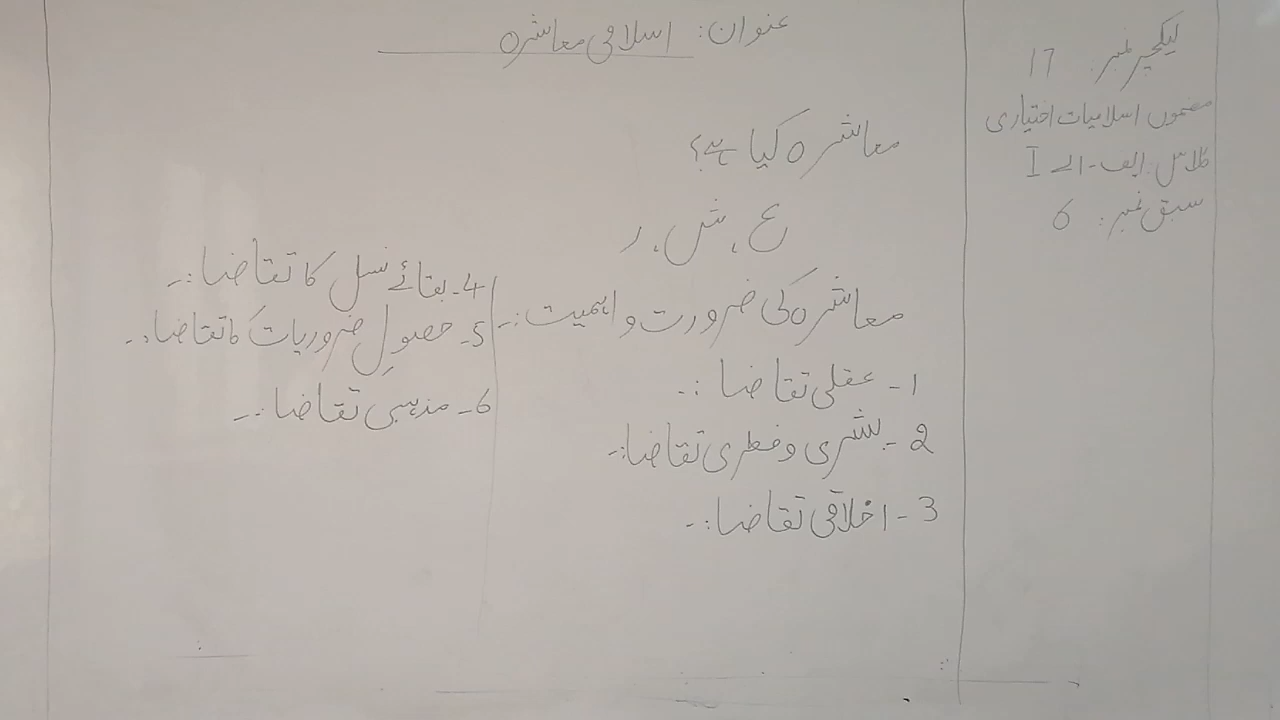 عنوان: اسلامی معاشرہ
لیکچر نمبر: 17
مضمون اسلامیات اختیاری
کلاس: ایف-اے I
سبق نمبر: 6
معاشرہ کیا ہے؟
ع، ش، ر
معاشرہ کی ضرورت و اہمیت:-
1- عقلی تقاضا:-
2- بشری و فطری تقاضا:-
3- اخلاقی تقاضا:-
4- بقائے نسل کا تقاضا:-
5- حصولِ ضروریات کا تقاضا:-
6- مذہبی تقاضا:-